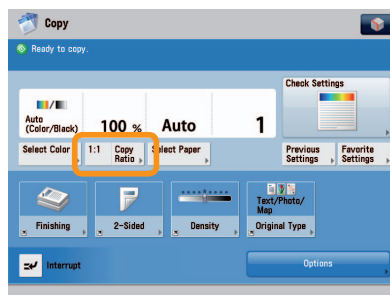 Copy
Ready to copy.
Check Settings
Auto
(Color/Black)
100 %
Auto
1
Select Color
1:1
Copy
Ratio
Select Paper
Previous
Settings
Favorite
Settings
Finishing
2-Sided
Density
Text/Photo/
Map
Original Type
Interrupt
Options